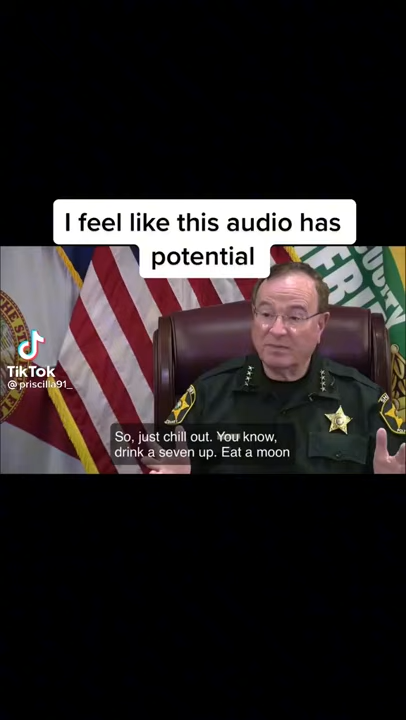 I feel like this audio has
potential
COUNTY
TikTok
@priscilla91_
So, just chill out. You know,
drink a seven up. Eat a moon